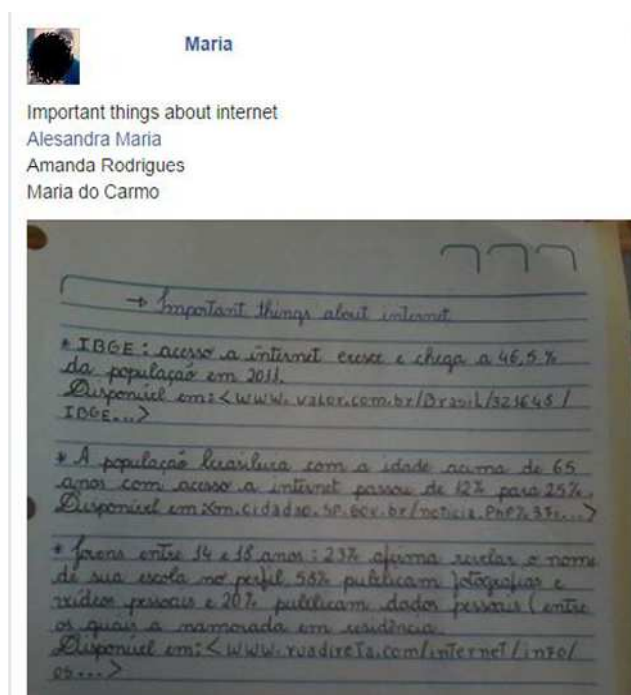 Maria
Important things about internet
Alesandra Maria
Amanda Rodrigues
Maria do Carmo
→ Important things about internet
* IBGE: acesso a internet cresce e chega a 46,5%
da população em 2011.
Disponível em: <www.valor.com.br/Brasil/321645/
IBGE...>
* A população brasileira com a idade acima de 65
anos com acesso a internet passou de 12% para 25%.
Disponível em: .cidadao.sp.gov.br/noticia.PHP?
* Jovens entre 14 e 18 anos: 23% afirma revelar o nome
de sua escola no perfil 58% publicam fotografias e
vídeos pessoais e 20% publicam dados pessoais (entre
os quais a namorada em residência.
Disponível em: <www.ruadireta.com/internet/info/
os...>